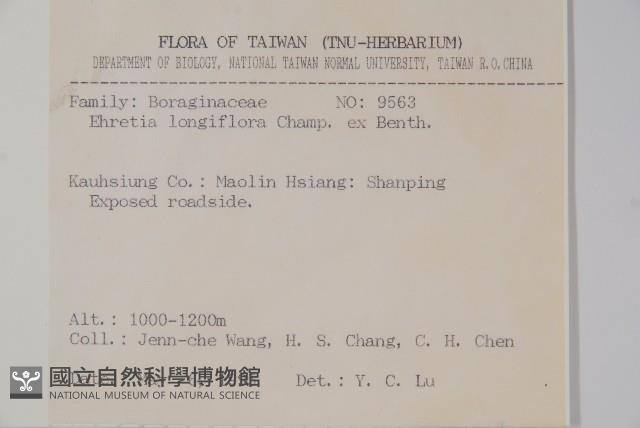 FLORA OF TAIWAN (TNU-HERBARIUM)
DEPARTMENT OF BIOLOGY, NATIONAL TAIWAN NORMAL UNIVERSITY, TAIWAN R.O.CHINA
Family: Boraginaceae NO: 9563
Ehretia longiflora Champ. ex Benth.
Kauhsiung Co.: Maolin Hsiang: Shanping
Exposed roadside.
Alt.: 1000-1200m
Coll.: Jenn-che Wang, H. S. Chang, C. H. Chen
Det.: Y. C. Lu
國立自然科學博物館
NATIONAL MUSEUM OF NATURAL SCIENCE